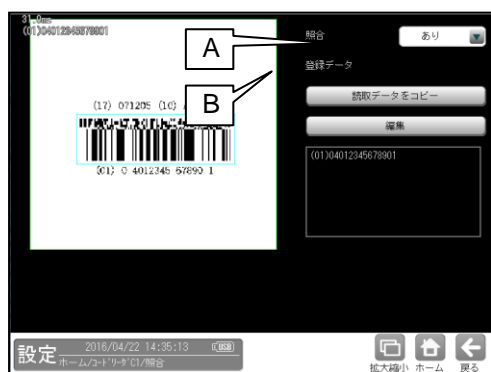 31.0ms
(01)04012345678901
照合
あり
A
登録データ
B
読取データをコピー
(17) 071205 (10)
編集
(01)04012345678901
(01) 0 4012345 67890 1
設定
2016/04/22 14:35:13
USB
ホーム/コードリーダC1/照合
拡大縮小
ホーム
戻る